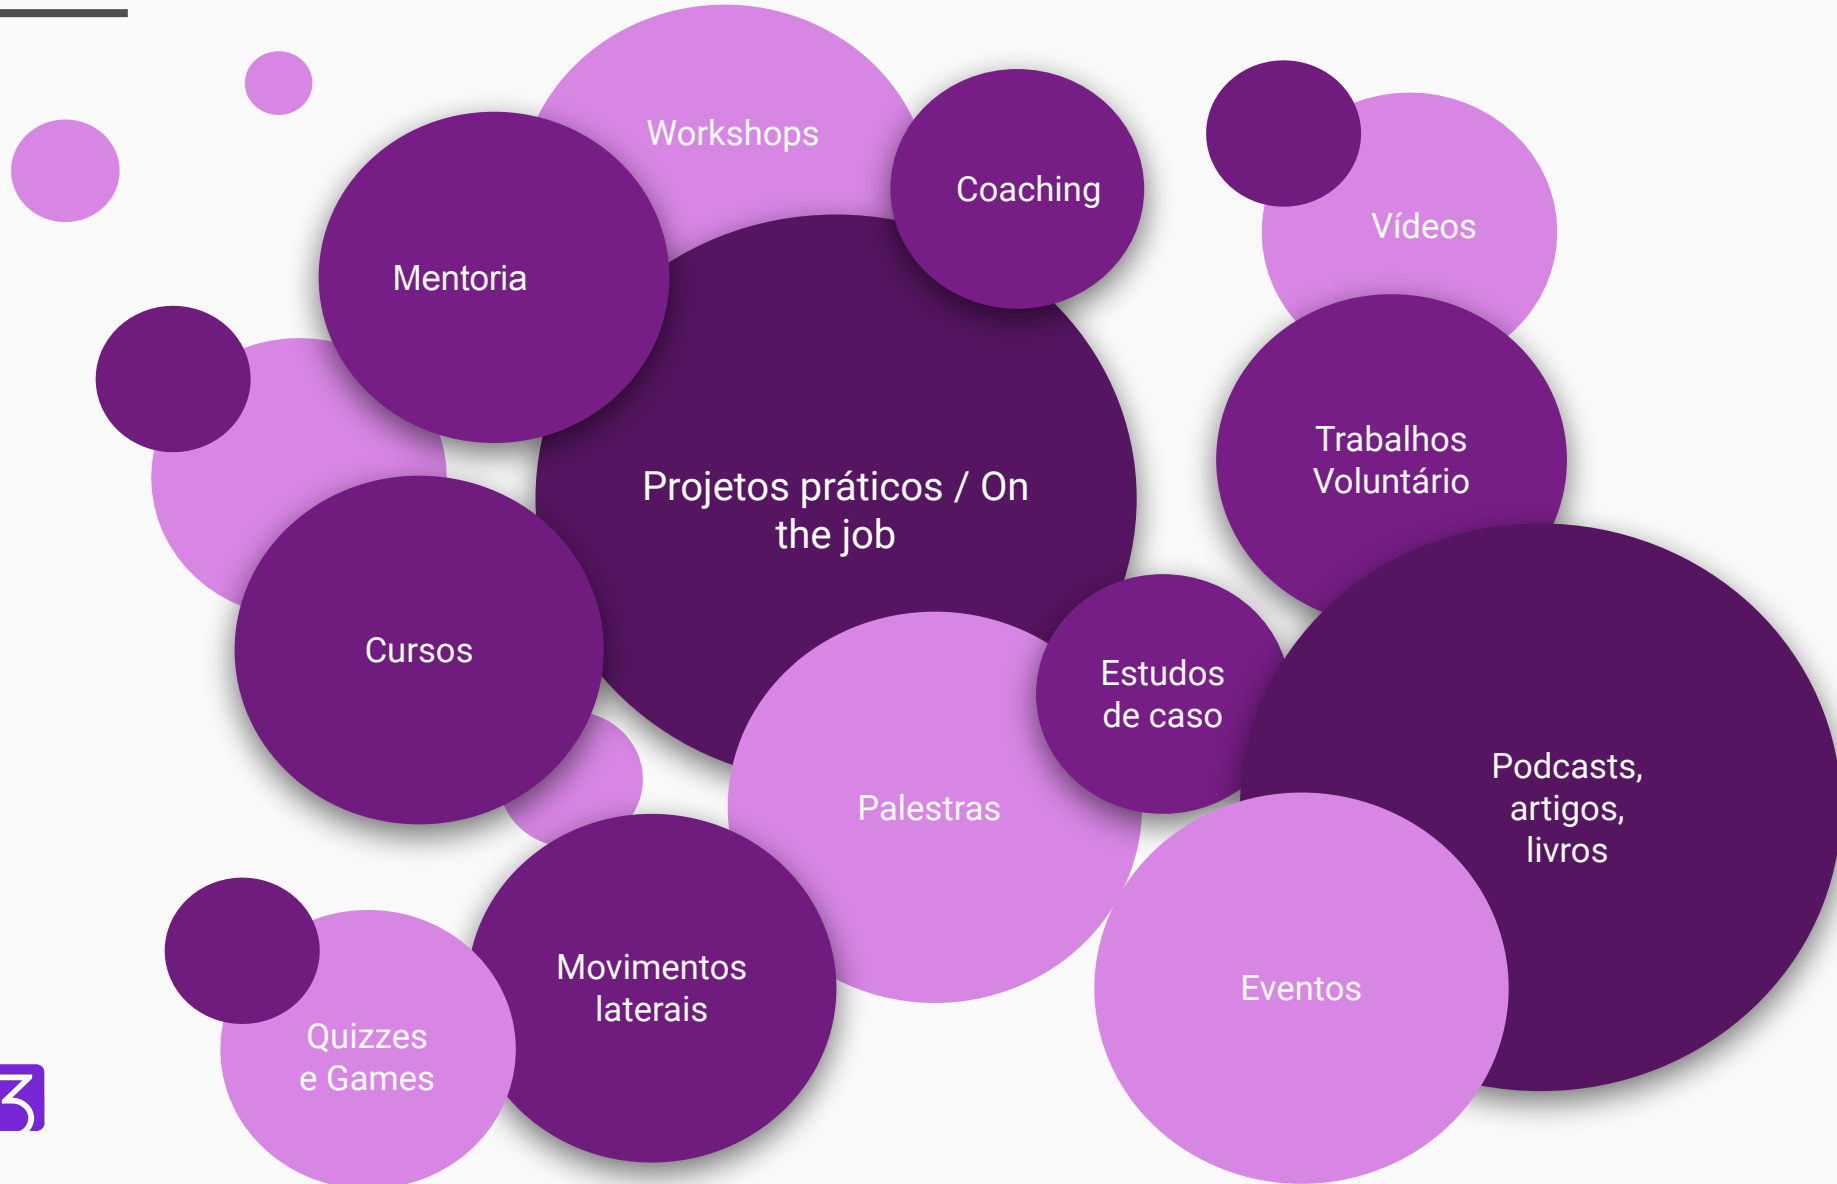 Workshops
Coaching
Vídeos
Mentoria
Trabalhos
Voluntário
Projetos práticos / On
the job
Cursos
Estudos
de caso
Podcasts,
artigos,
livros
Palestras
Movimentos
laterais
Eventos
Quizzes
e Games
3